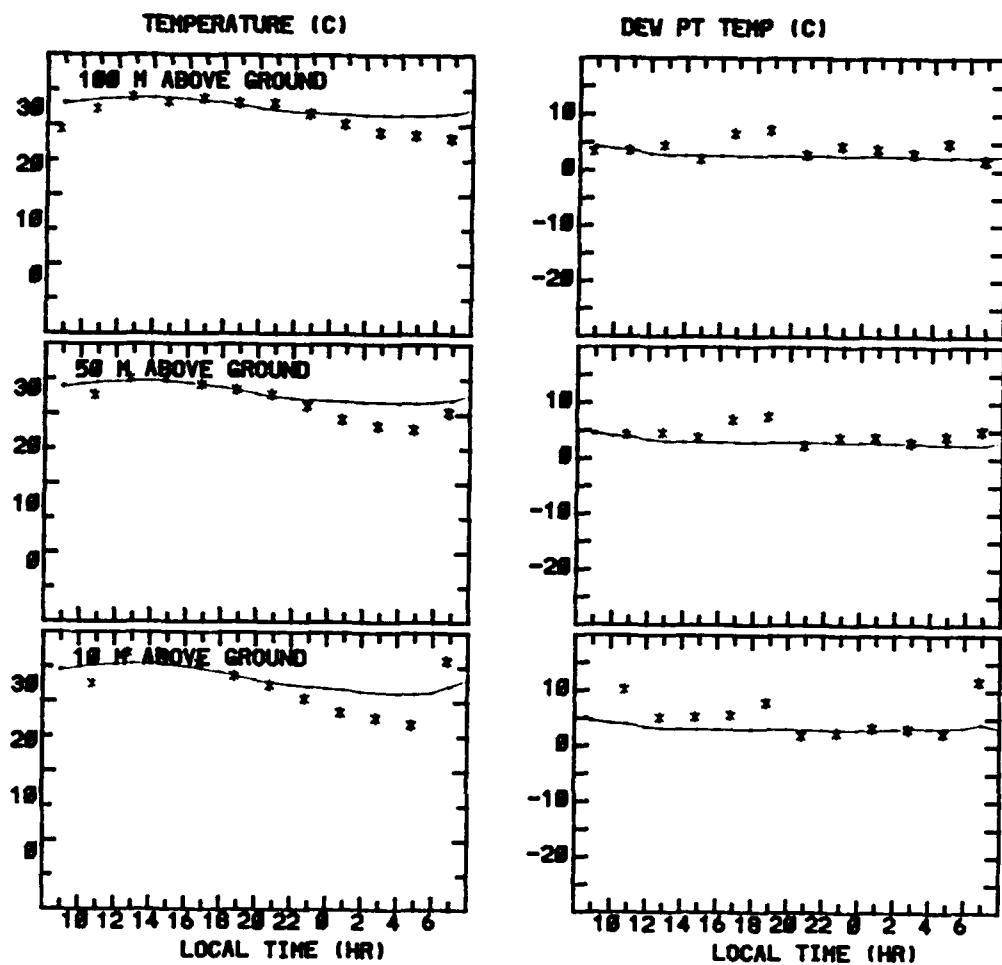 TEMPERATURE (C)
DEW PT TEMP (C)
100 M ABOVE GROUND
30
20
10
0
10
0
-10
-20
50 M ABOVE GROUND
30
20
10
0
10
0
-10
-20
10 M ABOVE GROUND
30
20
10
0
10
0
-10
-20
10 12 14 16 18 20 22 0 2 4 6
LOCAL TIME (HR)
10 12 14 16 18 20 22 0 2 4 6
LOCAL TIME (HR)